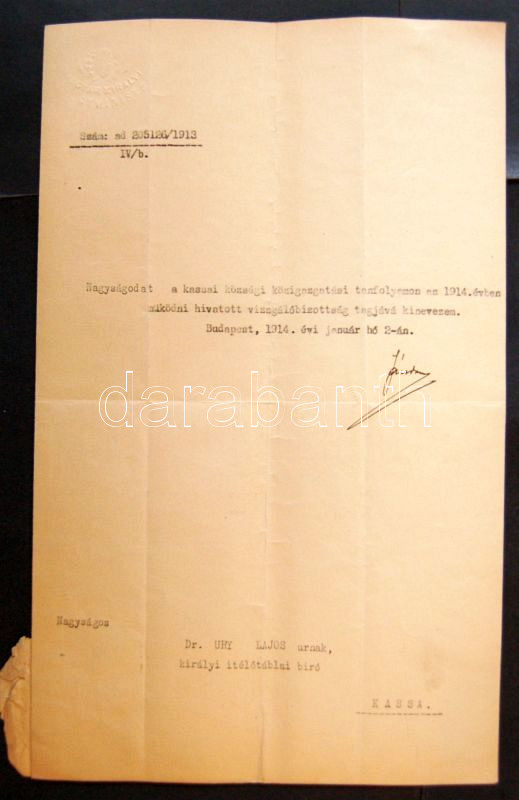 Szám: ad 205126/1913
IV/b.
Nagyságodat a kassai községi közigazgatási tanfolyamon az 1914.évben
működni hivatott vizsgálóbizottság tagjává kinevezem.
Budapest, 1914. évi január hó 2-án.
darabanth
Nagyságos
Dr. URY LAJOS urnak,
királyi itélőtáblai biró
KASSA.